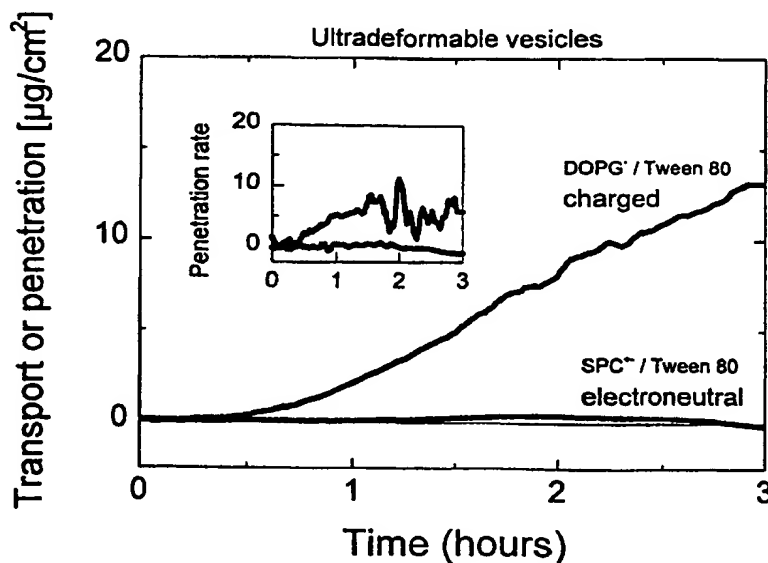 Ultradeformable vesicles
Transport or penetration [µg/cm²]
20
10
0
Penetration rate
20
10
0
0 1 2 3
DOPG⁻ / Tween 80
charged
SPC⁺⁻ / Tween 80
electroneutral
0 1 2 3
Time (hours)